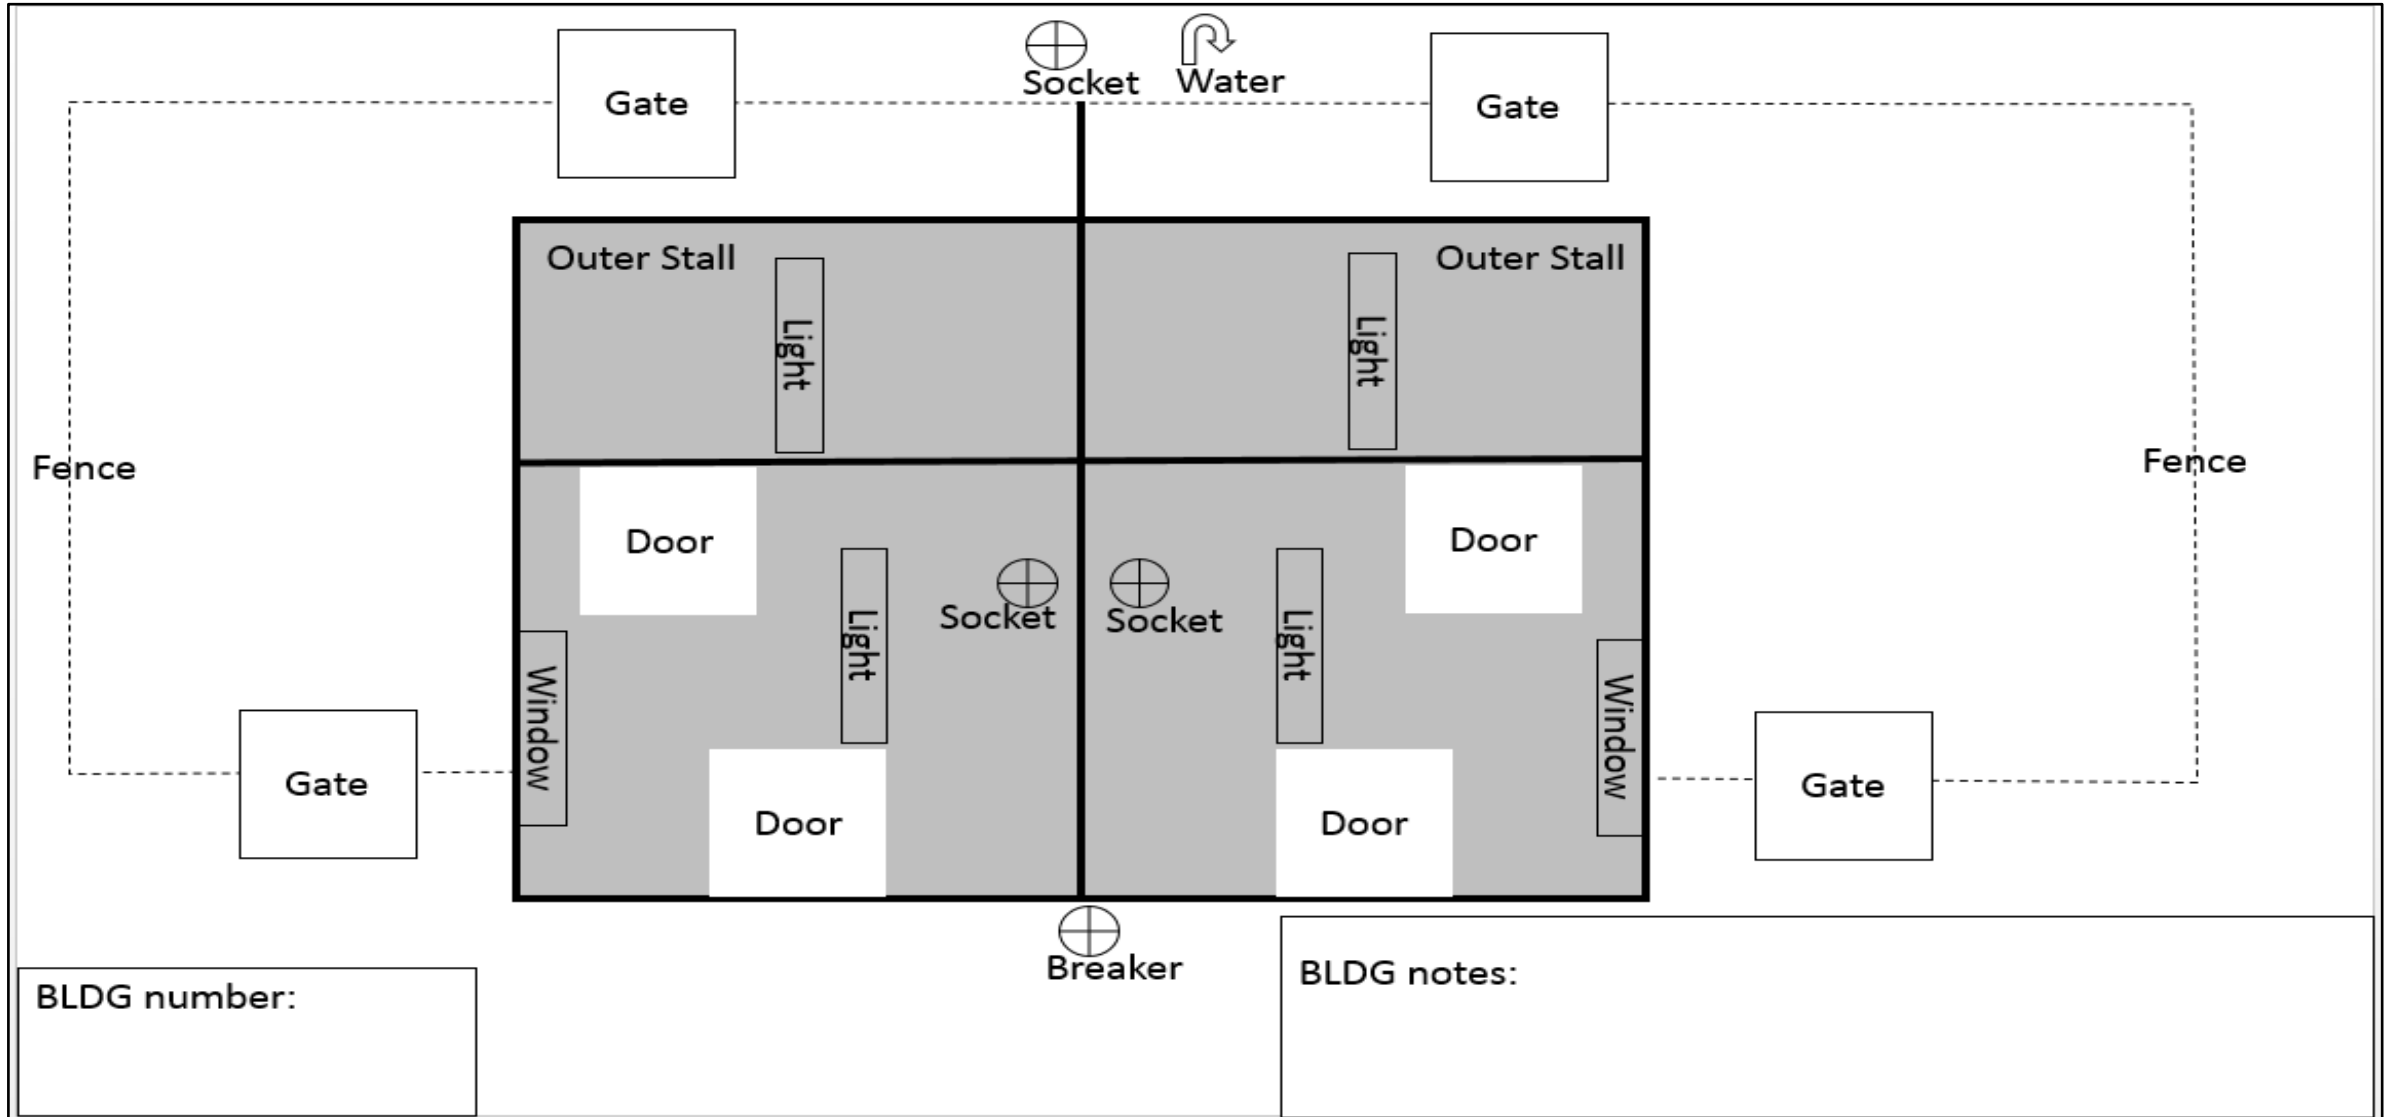 Gate
Socket
Water
Gate
Outer Stall
Outer Stall
Light
Light
Fence
Fence
Door
Door
Socket
Socket
Light
Light
Window
Window
Gate
Door
Door
Gate
Breaker
BLDG number:
BLDG notes: